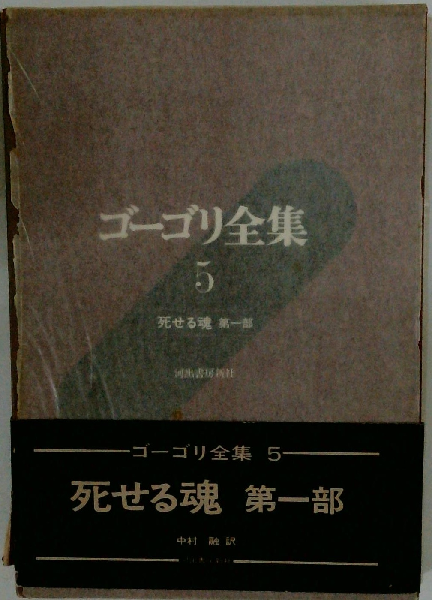 ゴーゴリ全集
5
死せる魂 第一部
河出書房新社
ゴーゴリ全集 5
死せる魂 第一部
中村 融 訳